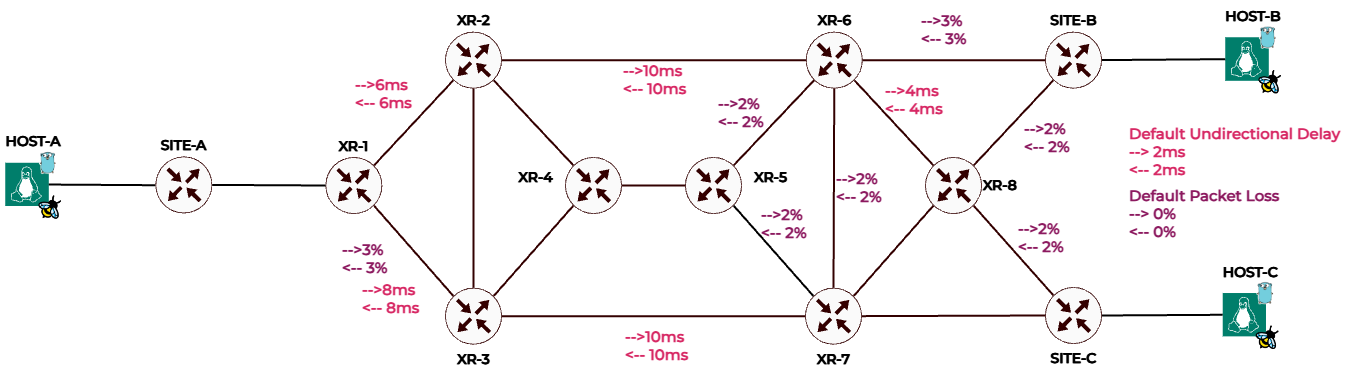 XR-2
XR-6
-->3%
<-- 3%
SITE-B
HOST-B
-->6ms
<-- 6ms
-->10ms
<-- 10ms
-->2%
<-- 2%
-->4ms
<-- 4ms
HOST-A
SITE-A
XR-1
XR-4
XR-5
-->2%
<-- 2%
XR-8
-->2%
<-- 2%
Default Undirectional Delay
--> 2ms
<-- 2ms
Default Packet Loss
--> 0%
<-- 0%
-->3%
<-- 3%
-->8ms
<-- 8ms
-->2%
<-- 2%
-->2%
<-- 2%
HOST-C
-->10ms
<-- 10ms
XR-3
XR-7
SITE-C